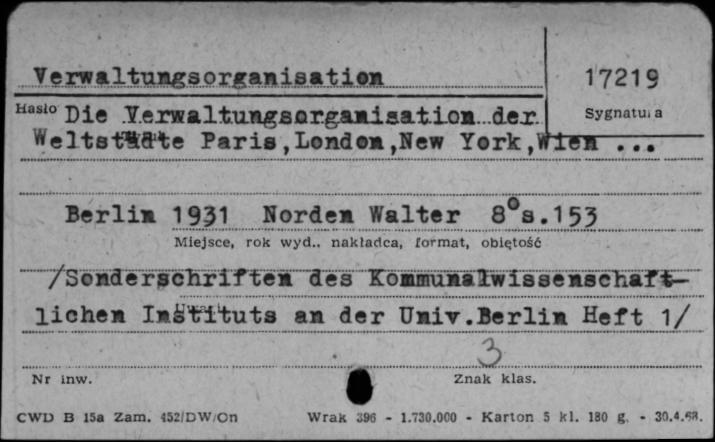 Verwaltungsorganisation 17219
Hasło Die Verwaltungsorganisation der Sygnatura
Weltstädte Paris,London,New York,Wien ...
Berlin 1931 Norden Walter 8°s.153
Miejsce, rok wyd., nakładca, format, objętość
/Sonderschriften des Kommunalwissenschaft-
lichen Instituts an der Univ.Berlin Heft 1/
3
Nr inw. Znak klas.
CWD B 15a Zam. 452/DW/On Wrak 396 - 1.730.000 - Karton 5 kl. 180 g. - 30.4.68.